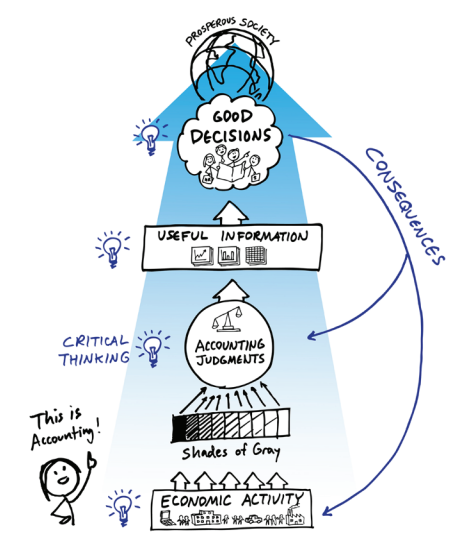 PROSPEROUS SOCIETY
GOOD
DECISIONS
CONSEQUENCES
USEFUL INFORMATION
CRITICAL
THINKING
ACCOUNTING
JUDGMENTS
Shades of Gray
This is
Accounting!
ECONOMIC ACTIVITY